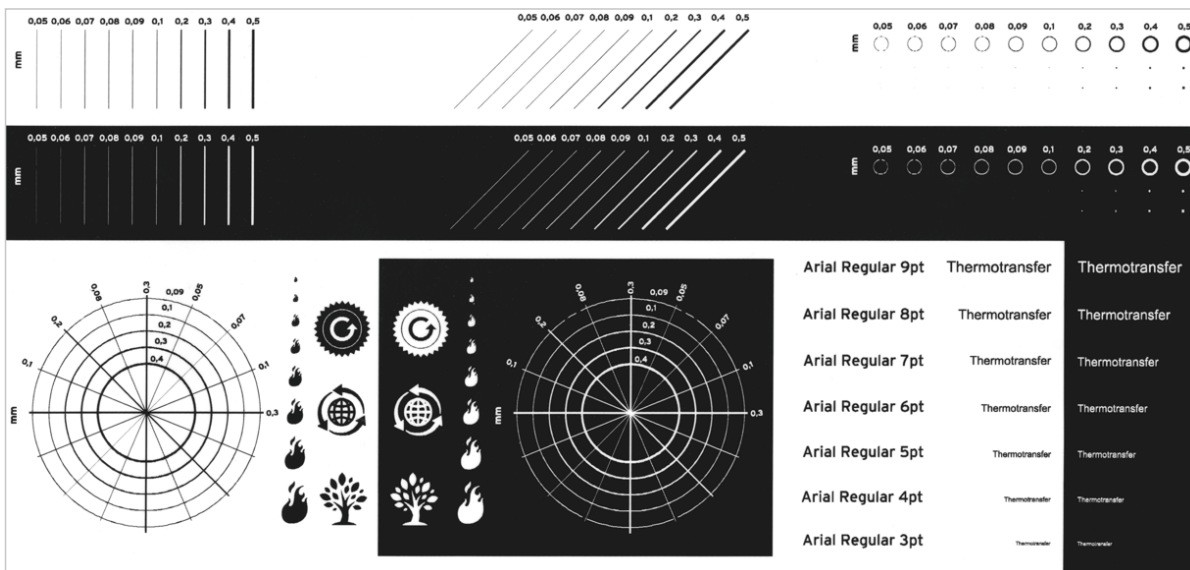 0,05 0,06 0,07 0,08 0,09 0,1 0,2 0,3 0,4 0,5
mm
0,05 0,06 0,07 0,08 0,09 0,1 0,2 0,3 0,4 0,5
mm
0,05 0,06 0,07 0,08 0,09 0,1 0,2 0,3 0,4 0,5
0,05 0,06 0,07 0,08 0,09 0,1 0,2 0,3 0,4 0,5
mm
0,05 0,06 0,07 0,08 0,09 0,1 0,2 0,3 0,4 0,5
mm
0,05 0,06 0,07 0,08 0,09 0,1 0,2 0,3 0,4 0,5
0,1 0,2 0,08 0,3 0,09 0,05 0,07 0,1 0,3
0,1
0,2
0,3
0,4
mm
0,1 0,2 0,08 0,3 0,09 0,05 0,07 0,1 0,3
0,1
0,2
0,3
0,4
mm
Arial Regular 9pt Thermotransfer Thermotransfer
Arial Regular 8pt Thermotransfer Thermotransfer
Arial Regular 7pt Thermotransfer Thermotransfer
Arial Regular 6pt Thermotransfer Thermotransfer
Arial Regular 5pt Thermotransfer Thermotransfer
Arial Regular 4pt Thermotransfer Thermotransfer
Arial Regular 3pt Thermotransfer Thermotransfer